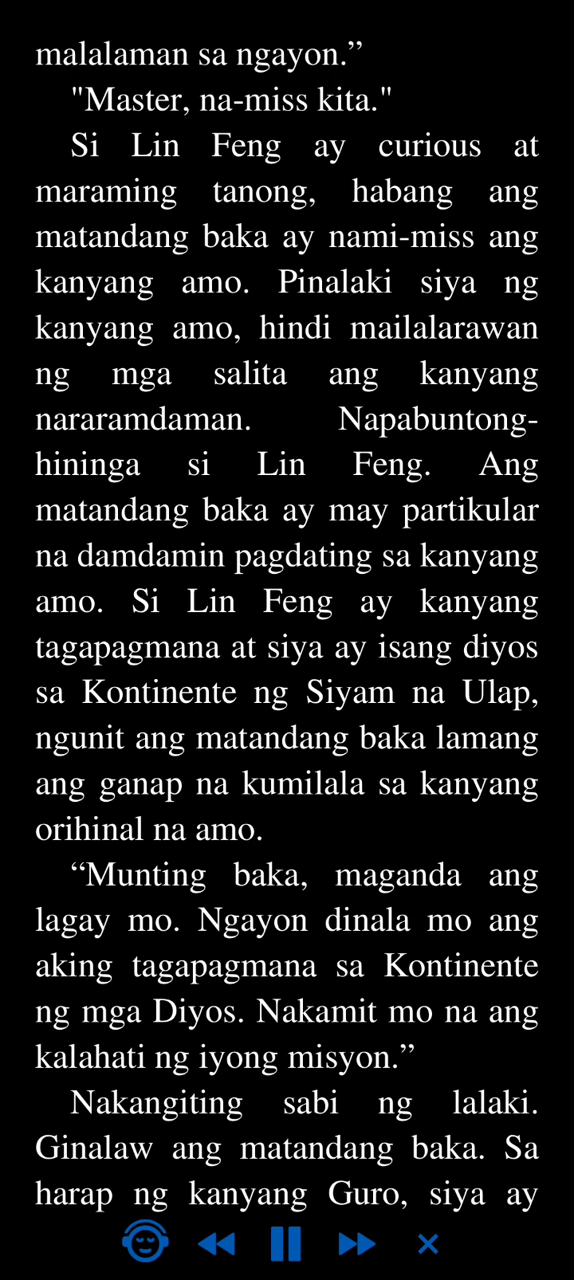 malalaman sa ngayon.”
"Master, na-miss kita."
Si Lin Feng ay curious at
maraming tanong, habang ang
matandang baka ay nami-miss ang
kanyang amo. Pinalaki siya ng
kanyang amo, hindi mailalarawan
ng mga salita ang kanyang
nararamdaman. Napabuntong-
hininga si Lin Feng. Ang
matandang baka ay may partikular
na damdamin pagdating sa kanyang
amo. Si Lin Feng ay kanyang
tagapagmana at siya ay isang diyos
sa Kontinente ng Siyam na Ulap,
ngunit ang matandang baka lamang
ang ganap na kumilala sa kanyang
orihinal na amo.
“Munting baka, maganda ang
lagay mo. Ngayon dinala mo ang
aking tagapagmana sa Kontinente
ng mga Diyos. Nakamit mo na ang
kalahati ng iyong misyon.”
Nakangiting sabi ng lalaki.
Ginalaw ang matandang baka. Sa
harap ng kanyang Guro, siya ay